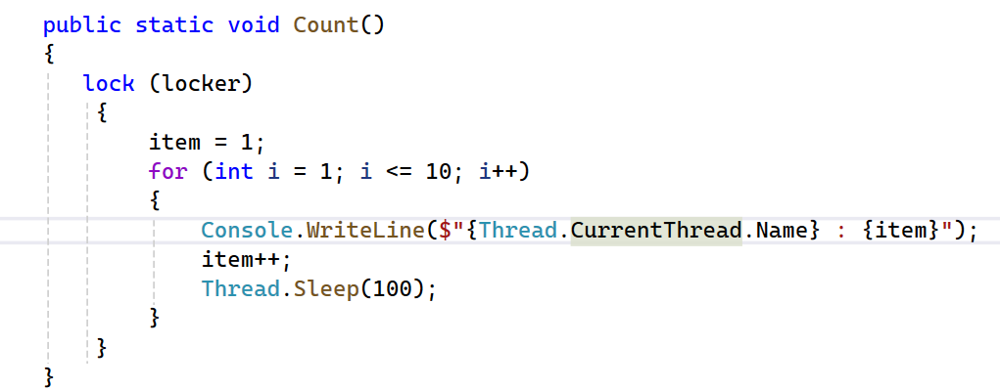 public static void Count()
{
lock (locker)
{
item = 1;
for (int i = 1; i <= 10; i++)
{
Console.WriteLine($"{Thread.CurrentThread.Name} : {item}");
item++;
Thread.Sleep(100);
}
}
}